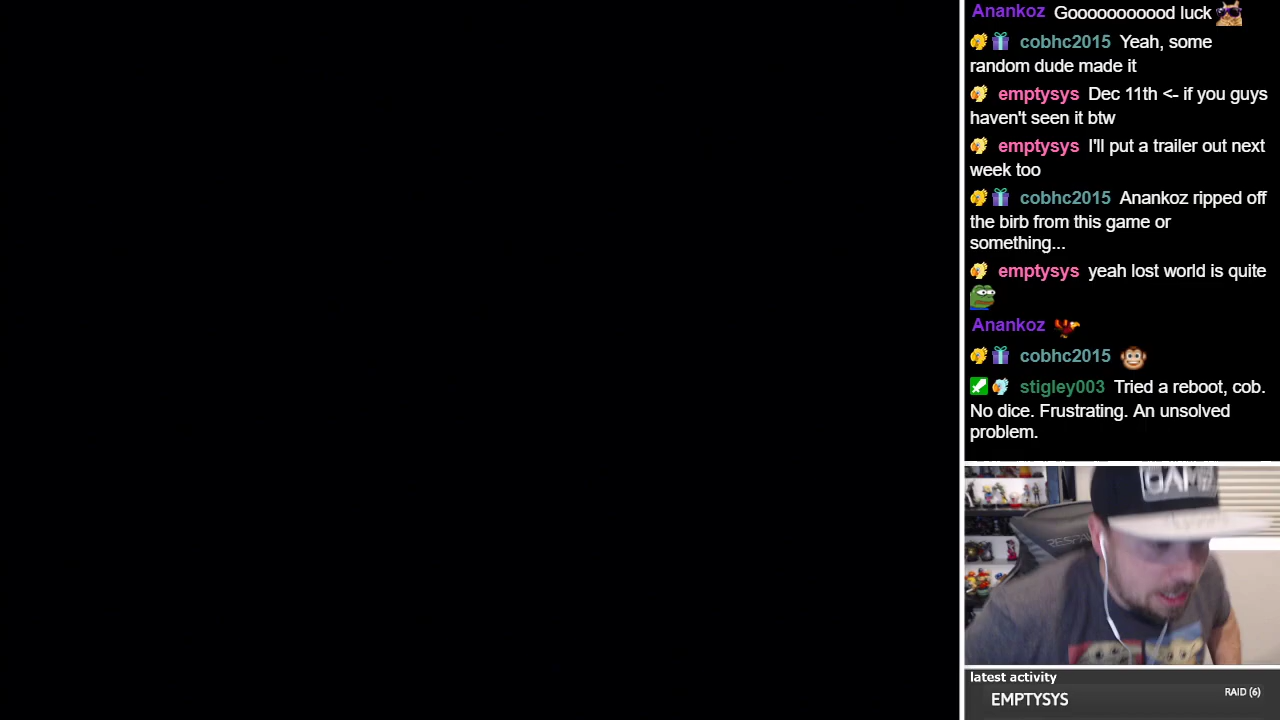 Anankoz Goooooooooood luck
cobhc2015 Yeah, some
random dude made it
emptysys Dec 11th <- if you guys
haven't seen it btw
emptysys I'll put a trailer out next
week too
cobhc2015 Anankoz ripped off
the birb from this game or
something...
emptysys yeah lost world is quite
Anankoz
cobhc2015
stigley003 Tried a reboot, cob.
No dice. Frustrating. An unsolved
problem.
GAME
latest activity
EMPTYSYS
RAID (6)